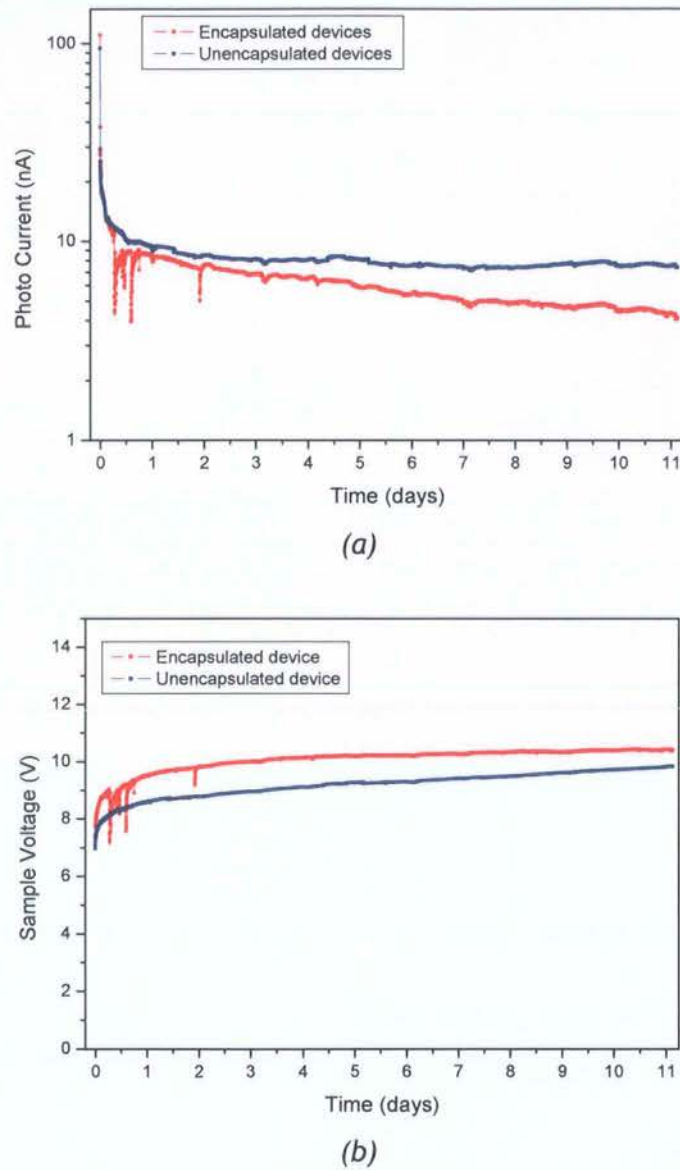 Encapsulated devices
Unencapsulated devices
100
10
1
Photo Current (nA)
0 1 2 3 4 5 6 7 8 9 10 11
Time (days)
(a)
Encapsulated device
Unencapsulated device
14
12
10
8
6
4
2
0
Sample Voltage (V)
0 1 2 3 4 5 6 7 8 9 10 11
Time (days)
(b)